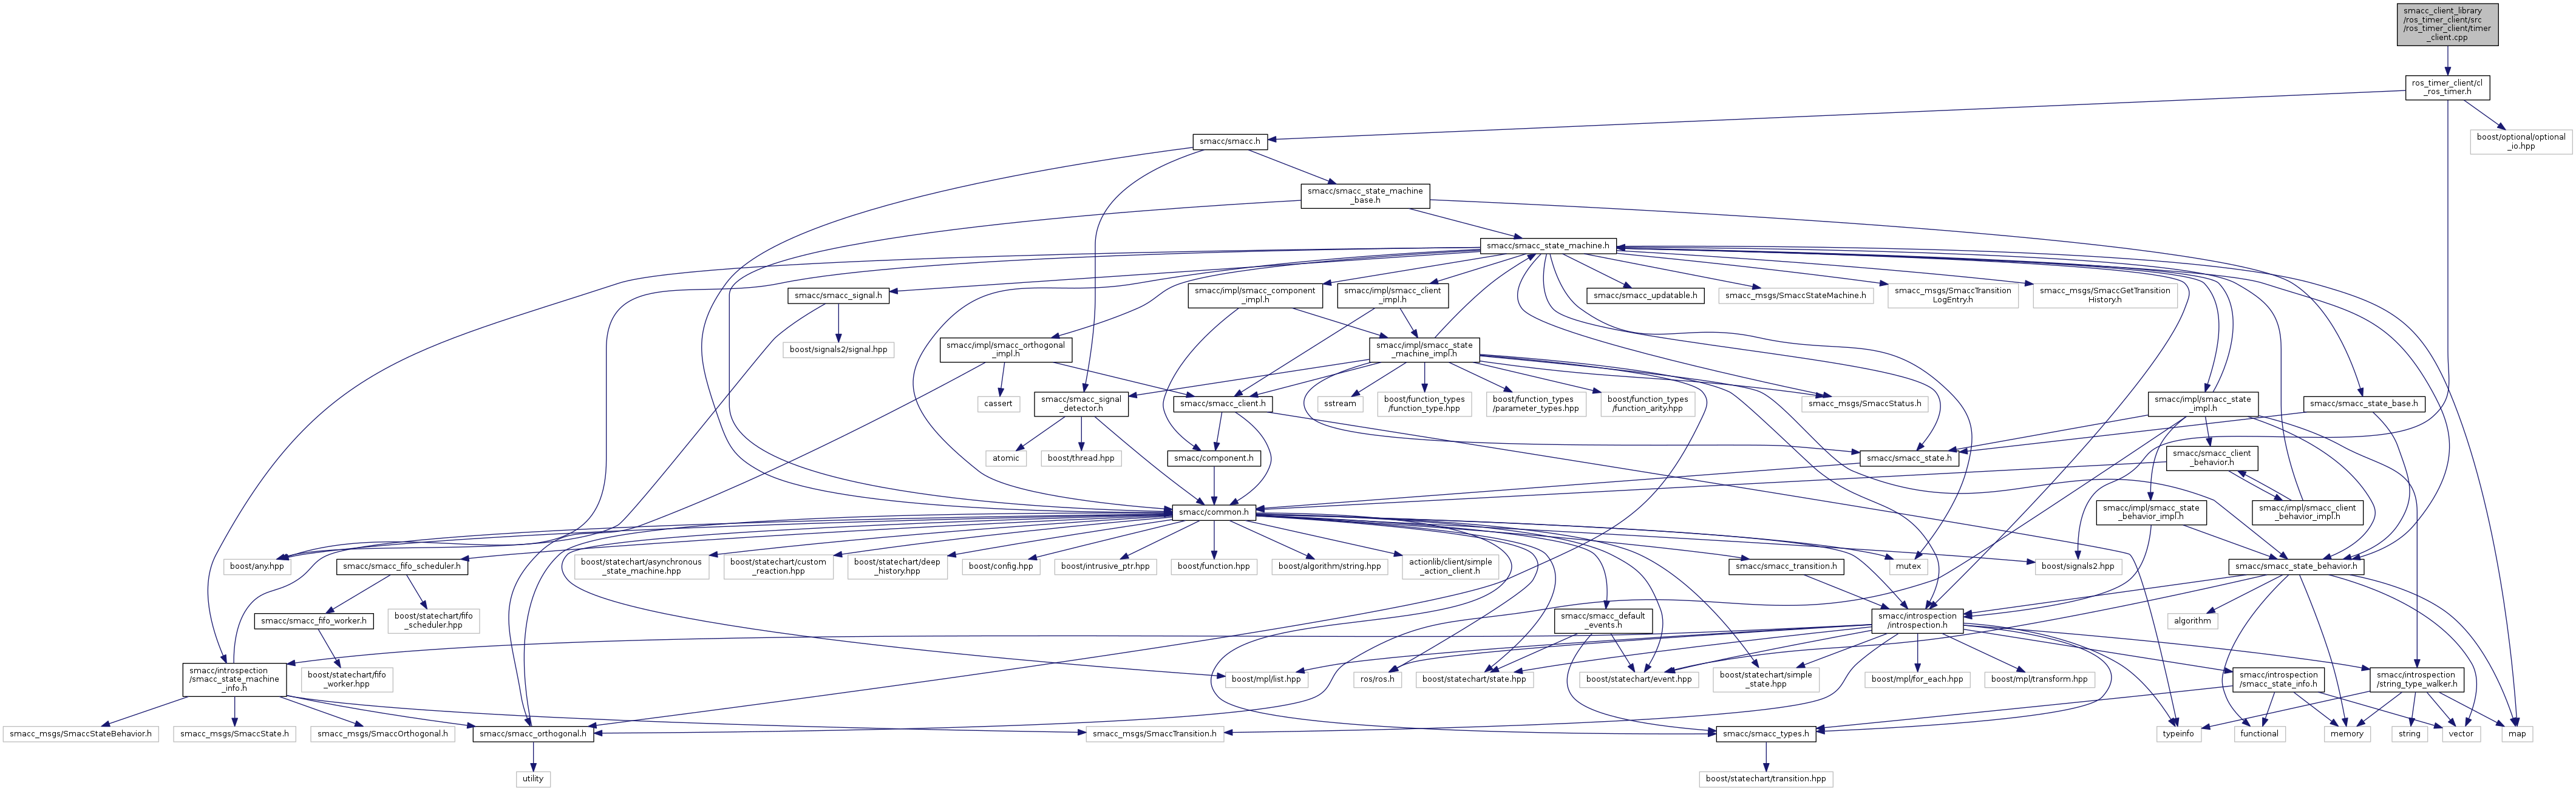 smacc_client_library
/ros_timer_client/src
/ros_timer_client/timer
_client.cpp
ros_timer_client/cl
_ros_timer.h
smacc/smacc.h
boost/optional/optional
_io.hpp
smacc/smacc_state_machine
_base.h
smacc/smacc_state_machine.h
smacc/smacc_signal.h
smacc/impl/smacc_component
_impl.h
smacc/impl/smacc_client
_impl.h
smacc/smacc_updatable.h
smacc_msgs/SmaccStateMachine.h
smacc_msgs/SmaccTransition
LogEntry.h
smacc_msgs/SmaccGetTransition
History.h
boost/signals2/signal.hpp
smacc/impl/smacc_orthogonal
_impl.h
smacc/impl/smacc_state
_machine_impl.h
cassert
smacc/smacc_signal
_detector.h
smacc/smacc_client.h
sstream
boost/function_types
/function_type.hpp
boost/function_types
/parameter_types.hpp
boost/function_types
/function_arity.hpp
smacc_msgs/SmaccStatus.h
smacc/impl/smacc_state
_impl.h
smacc/smacc_state_base.h
atomic
boost/thread.hpp
smacc/component.h
smacc/smacc_state.h
smacc/smacc_client
_behavior.h
smacc/common.h
smacc/impl/smacc_state
_behavior_impl.h
smacc/impl/smacc_client
_behavior_impl.h
boost/any.hpp
smacc/smacc_fifo_scheduler.h
boost/statechart/asynchronous
_state_machine.hpp
boost/statechart/custom
_reaction.hpp
boost/statechart/deep
_history.hpp
boost/config.hpp
boost/intrusive_ptr.hpp
boost/function.hpp
boost/algorithm/string.hpp
actionlib/client/simple
_action_client.h
smacc/smacc_transition.h
mutex
boost/signals2.hpp
smacc/smacc_state_behavior.h
smacc/smacc_fifo_worker.h
boost/statechart/fifo
_scheduler.hpp
smacc/smacc_default
_events.h
smacc/introspection
/introspection.h
algorithm
smacc/introspection
/smacc_state_machine
_info.h
boost/statechart/fifo
_worker.hpp
boost/mpl/list.hpp
ros/ros.h
boost/statechart/state.hpp
boost/statechart/event.hpp
boost/statechart/simple
_state.hpp
boost/mpl/for_each.hpp
boost/mpl/transform.hpp
smacc/introspection
/smacc_state_info.h
smacc/introspection
/string_type_walker.h
smacc_msgs/SmaccStateBehavior.h
smacc_msgs/SmaccState.h
smacc_msgs/SmaccOrthogonal.h
smacc/smacc_orthogonal.h
smacc_msgs/SmaccTransition.h
smacc/smacc_types.h
typeinfo
functional
memory
string
vector
map
utility
boost/statechart/transition.hpp